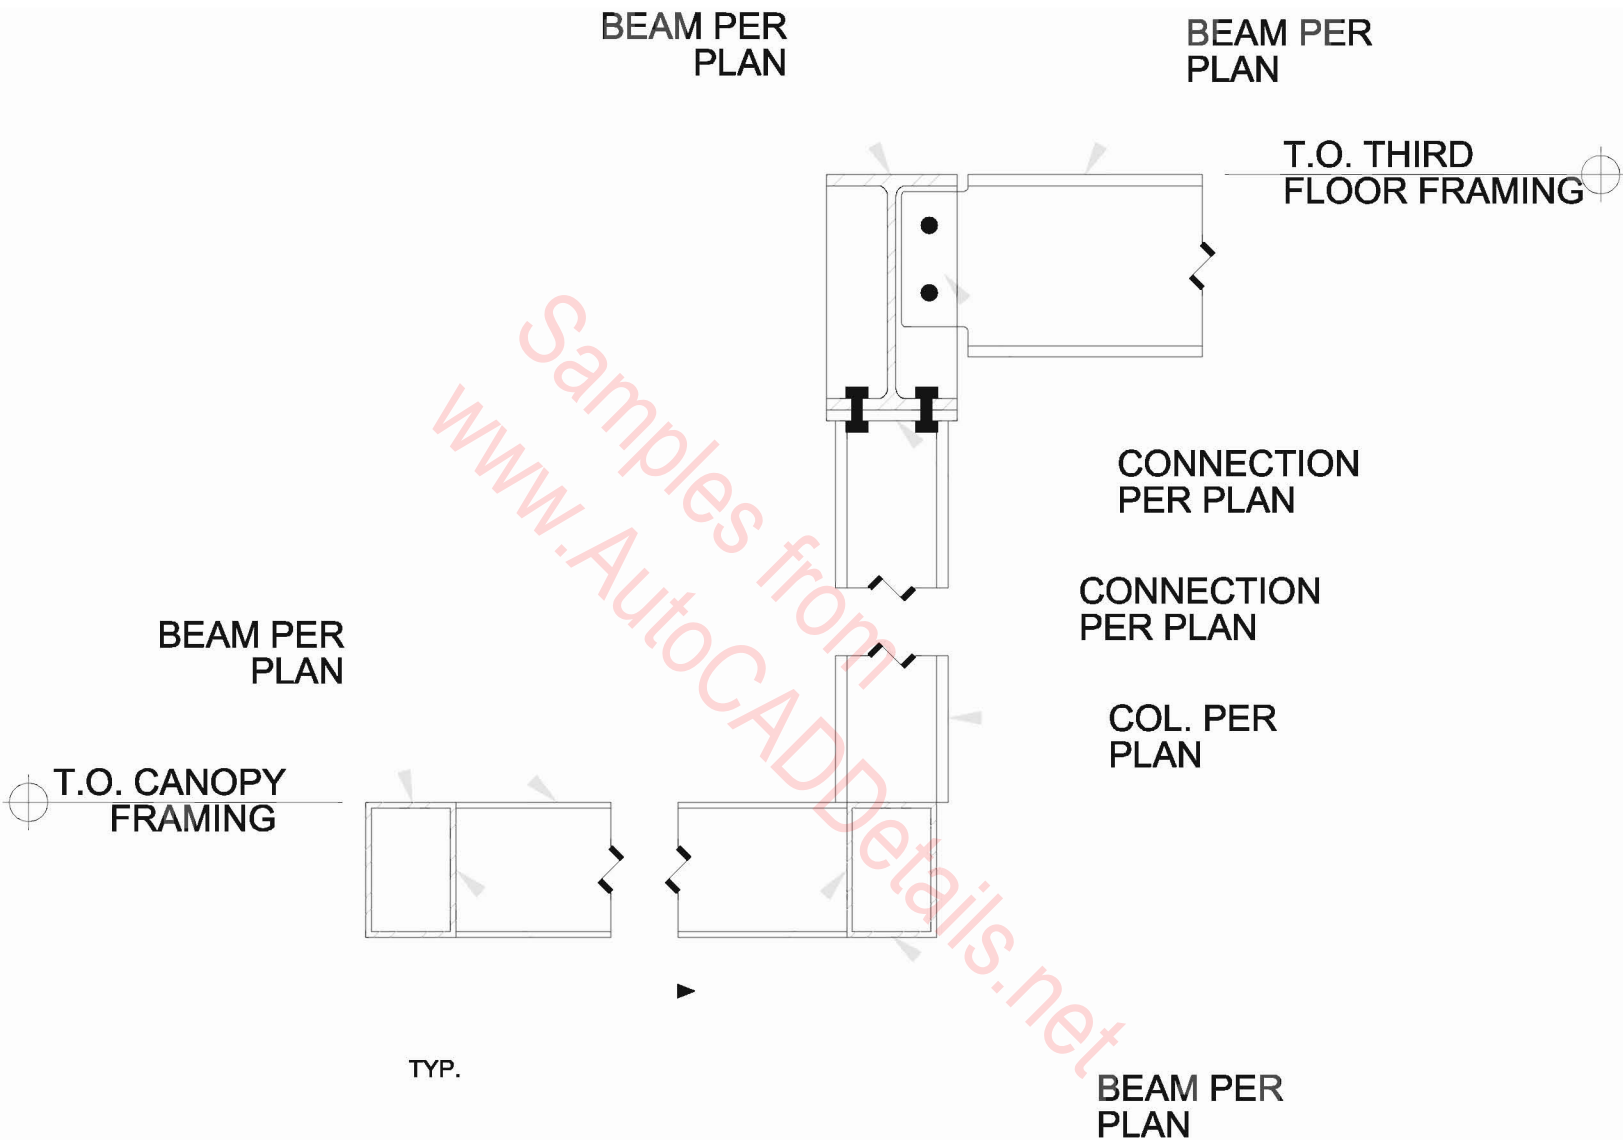 BEAM PER
PLAN
BEAM PER
PLAN
T.O. THIRD
FLOOR FRAMING
CONNECTION
PER PLAN
CONNECTION
PER PLAN
BEAM PER
PLAN
COL. PER
PLAN
T.O. CANOPY
FRAMING
TYP.
BEAM PER
PLAN
Samples from
www.AutoCADDetails.net